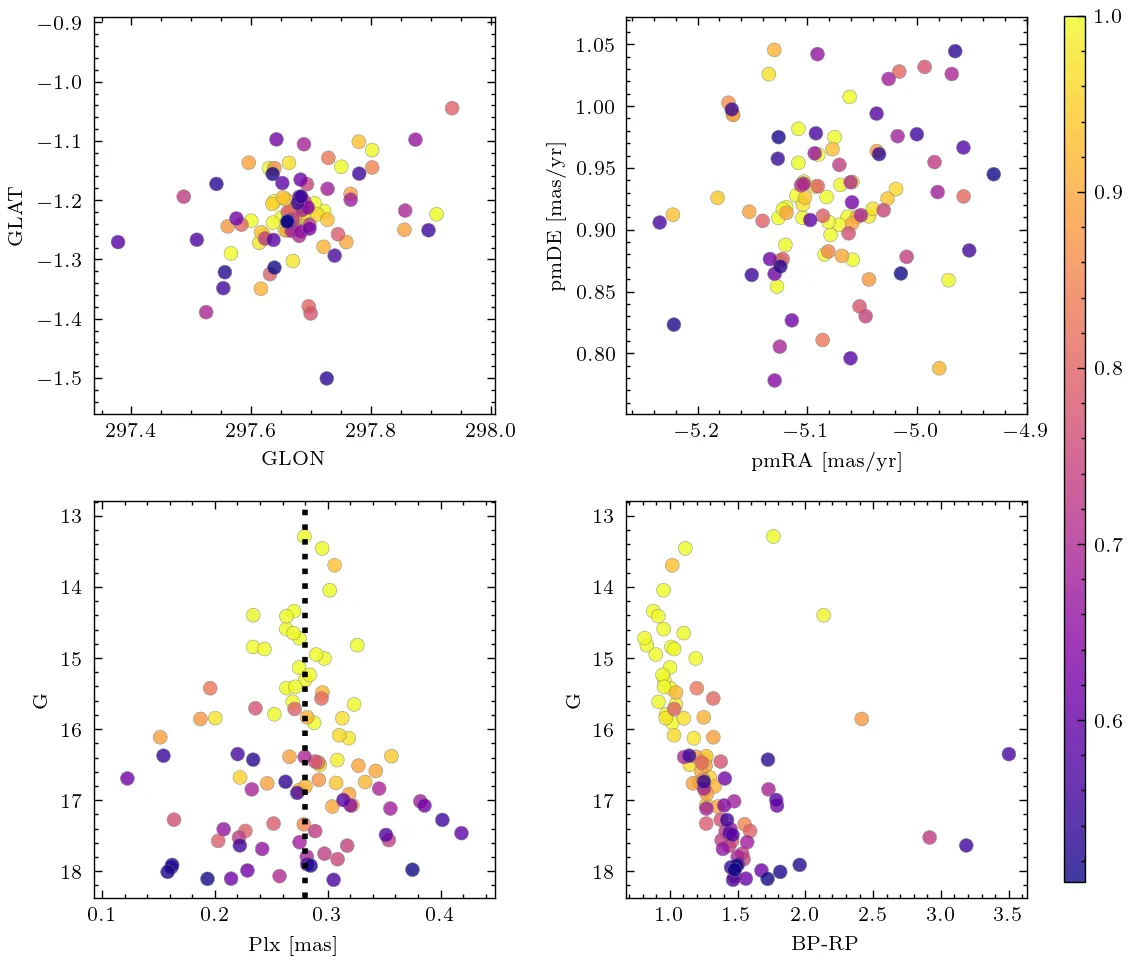 −0.9
−1.0
−1.1
−1.2
−1.3
−1.4
−1.5
GLAT
297.4 297.6 297.8 298.0
GLON
1.05
1.00
0.95
0.90
0.85
0.80
pmDE [mas/yr]
−5.2 −5.1 −5.0 −4.9
pmRA [mas/yr]
13
14
15
16
17
18
G
0.1 0.2 0.3 0.4
Plx [mas]
13
14
15
16
17
18
G
1.0 1.5 2.0 2.5 3.0 3.5
BP-RP
1.0
0.9
0.8
0.7
0.6